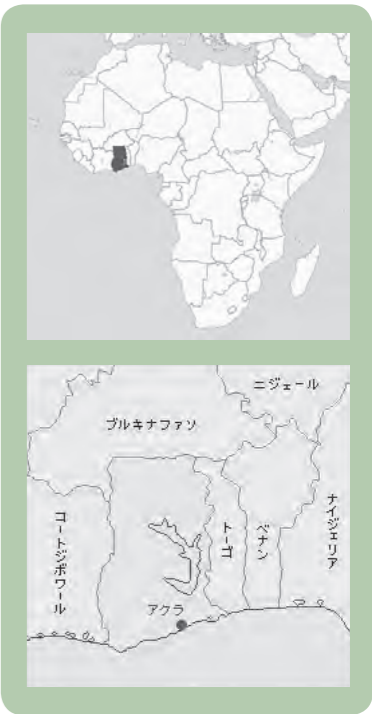 ニジェール
ブルキナファソ
コートジボワール
トーゴ
ベナン
ナイジェリア
アクラ